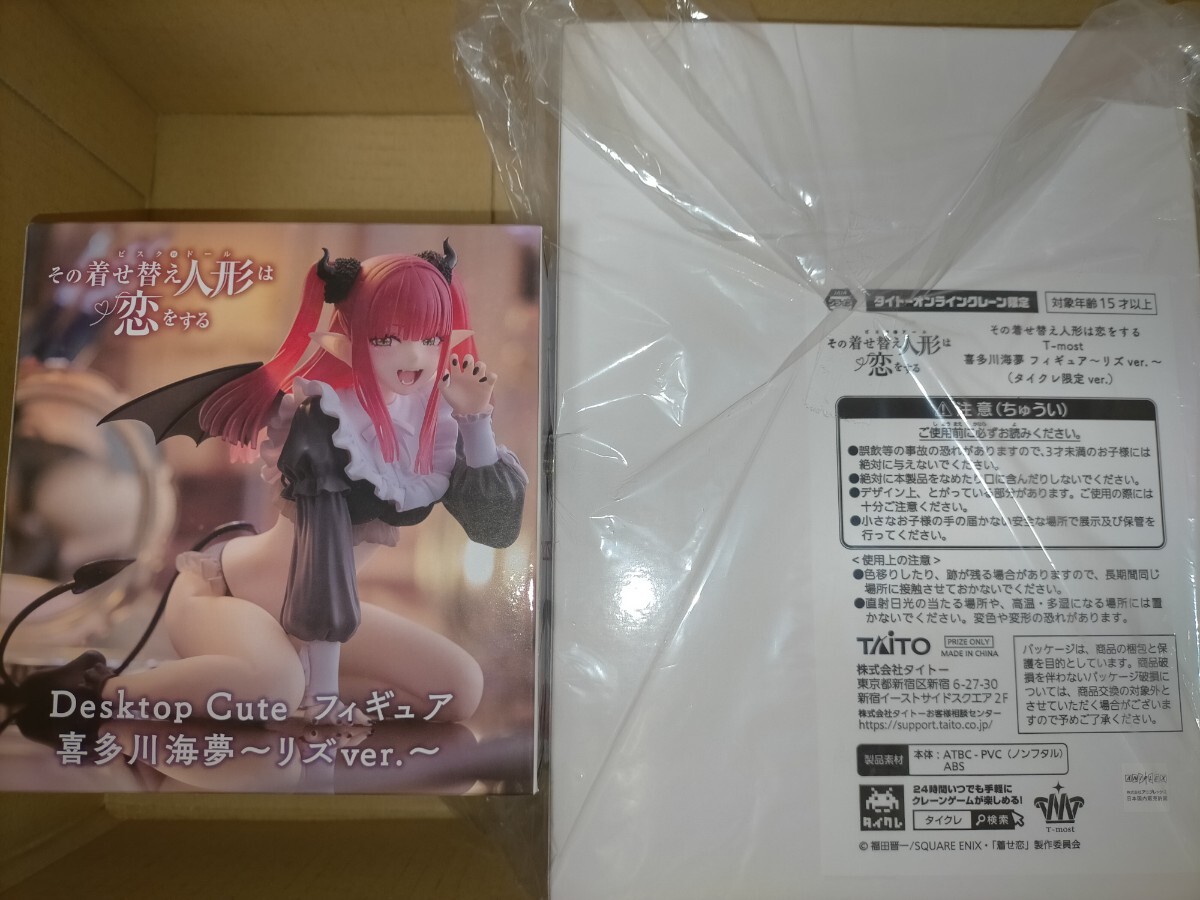 ビスク・ドール
その着せ替え人形は
恋をする
Desktop Cute フィギュア
喜多川海夢～リズver.～
タイトーオンラインクレーン限定
対象年齢15才以上
その着せ替え人形は
恋をする
その着せ替え人形は恋をする
T-most
喜多川海夢 フィギュア～リズver.～
(タイクレ限定ver.)
注意(ちゅうい)
ご使用前に必ずお読みください。
●誤飲等の事故の恐れがありますので、3才未満のお子様には
絶対に与えないでください。
●絶対に本製品をなめたり口に含んだりしないでください。
●デザイン上、とがっている部分があります。ご使用の際には
十分ご注意ください。
●小さなお子様の手の届かない安全な場所で展示及び保管を
行ってください。
<使用上の注意>
●色移りしたり、跡が残る場合がありますので、長期間同じ
場所に接触させておかないでください。
●直射日光の当たる場所や、高温・多湿になる場所には置
かないでください。変色や変形の恐れがあります。
TAITO
PRIZE ONLY
MADE IN CHINA
株式会社タイトー
東京都新宿区新宿 6-27-30
新宿イーストサイドスクエア 2F
株式会社タイトーお客様相談センター
https://support.taito.co.jp/
パッケージは、商品の梱包と保
護を目的としています。商品破
損を伴わないパッケージ破損
については、商品交換の対象外と
させていただく場合がございま
すので予めご了承ください。
製品素材
本体:ATBC-PVC(ノンフタル)
ABS
タイクレ
24時間いつでも手軽に
クレーンゲームが楽しめる!
タイクレ
検索
T-most
日本国内販売許諾
© 福田晋一/SQUARE ENIX・「着せ恋」製作委員会